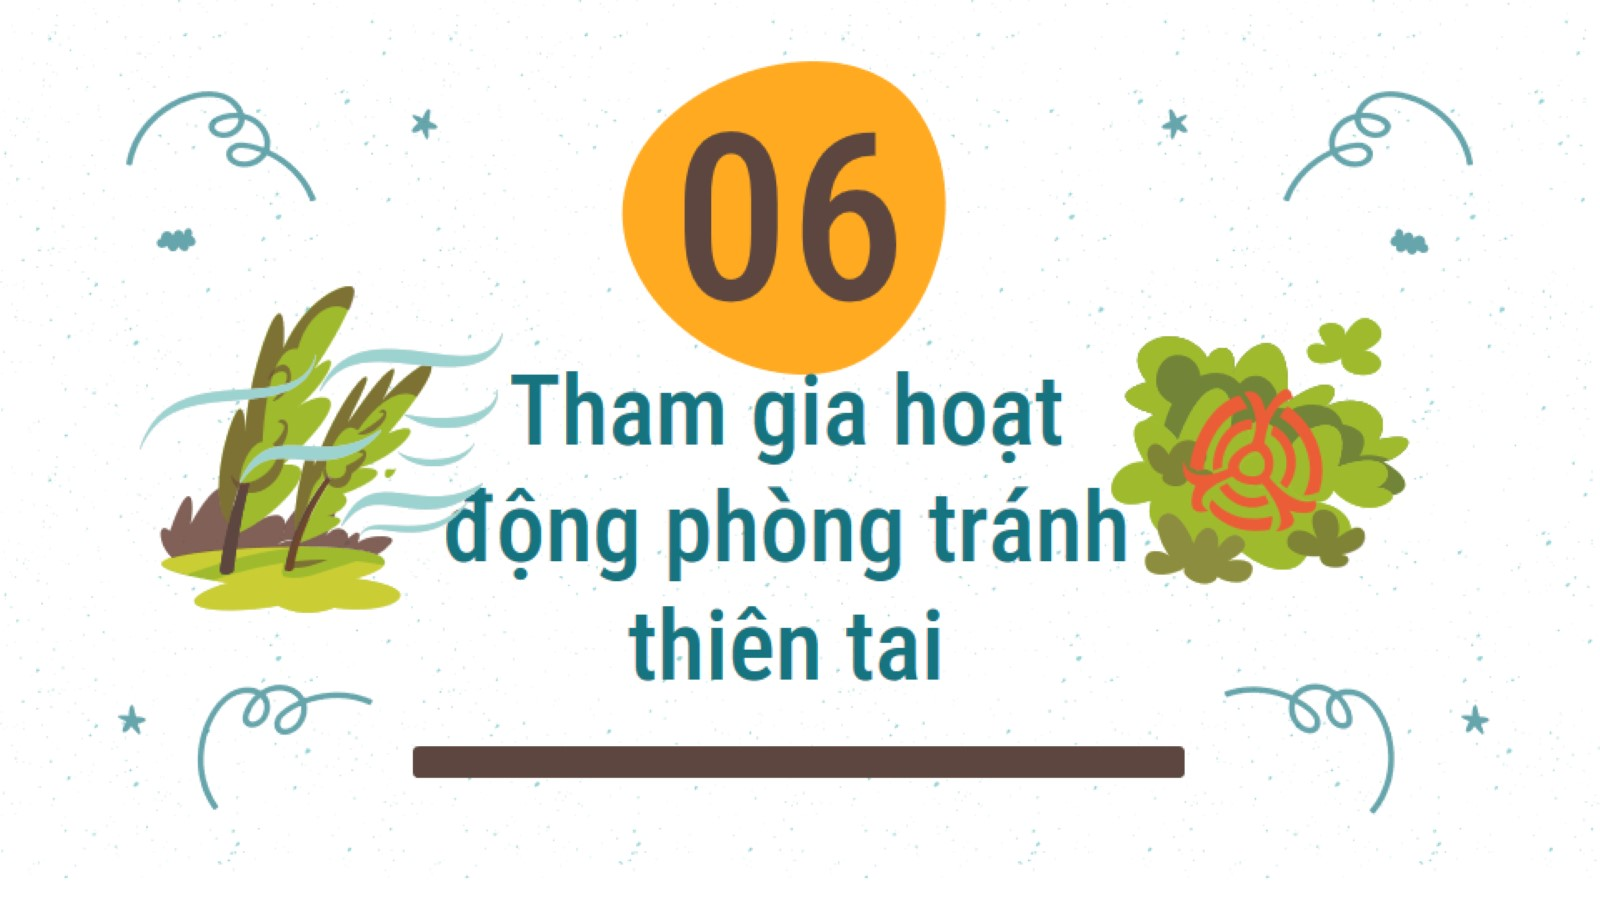 06
Tham gia hoạt
động phòng tránh
thiên tai